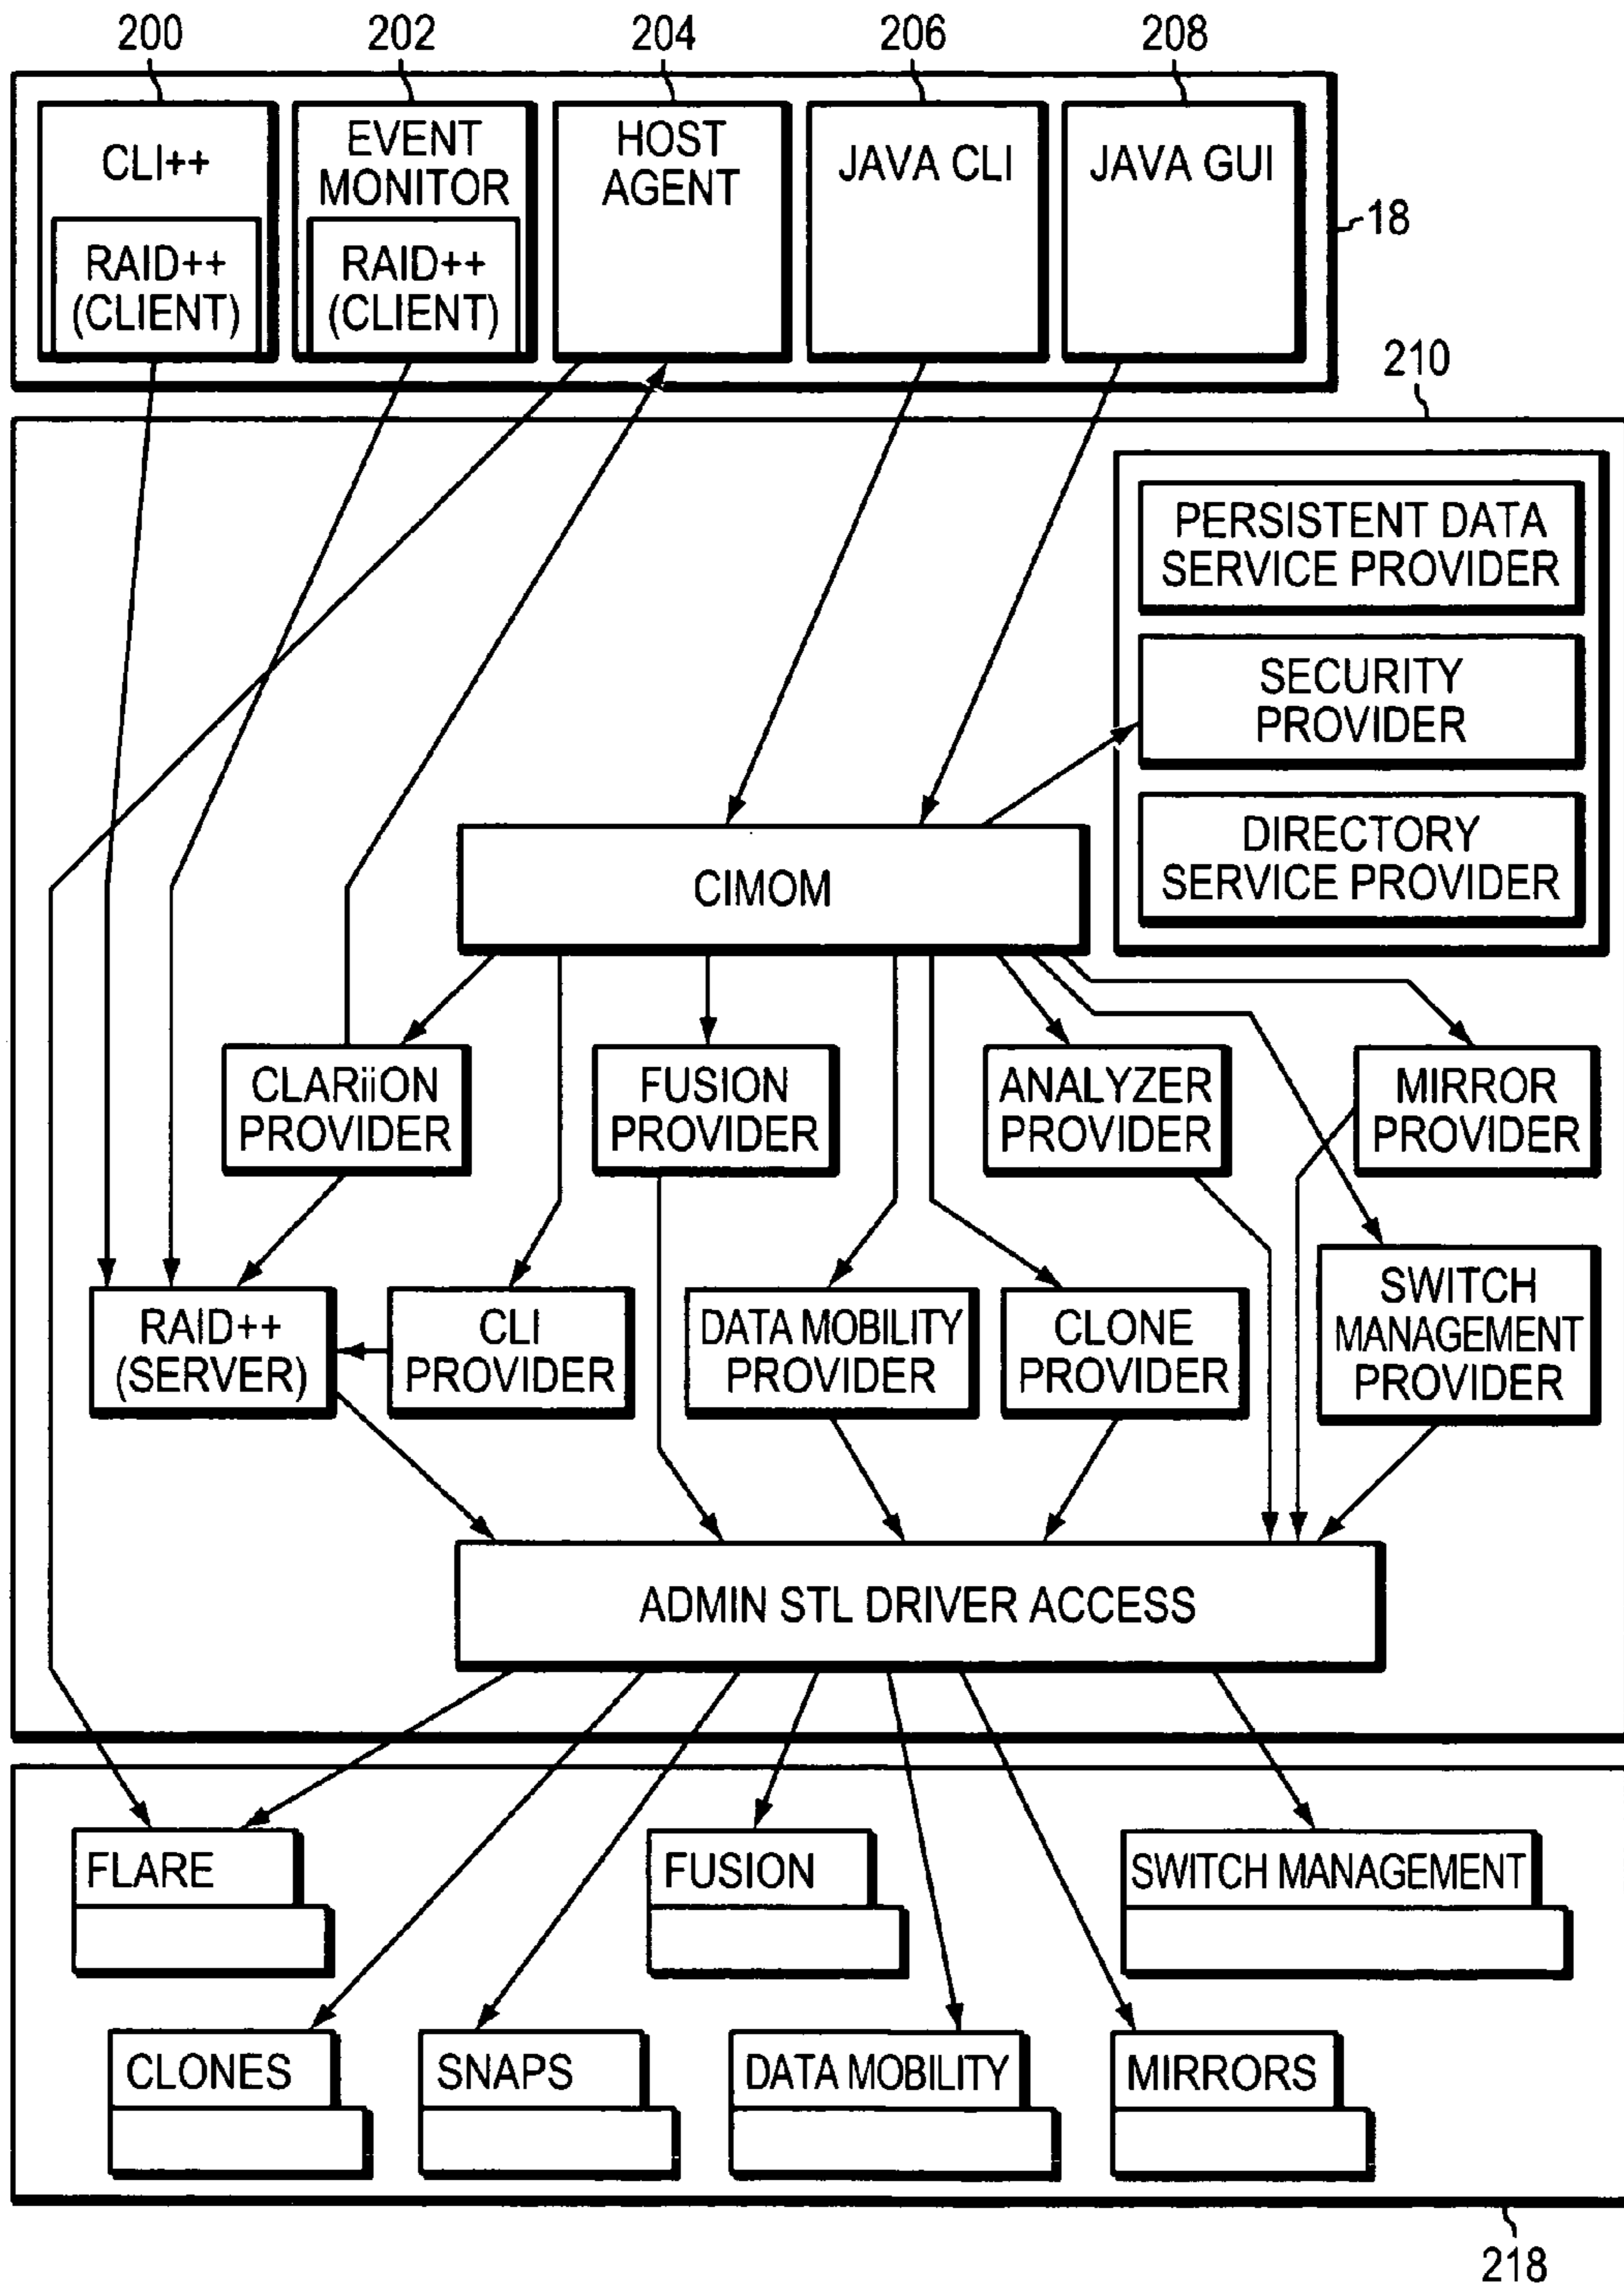 200
202
204
206
208
CLI++
RAID++
(CLIENT)
EVENT
MONITOR
RAID++
(CLIENT)
HOST
AGENT
JAVA CLI
JAVA GUI
18
210
PERSISTENT DATA
SERVICE PROVIDER
SECURITY
PROVIDER
DIRECTORY
SERVICE PROVIDER
CIMOM
CLARiiON
PROVIDER
FUSION
PROVIDER
ANALYZER
PROVIDER
MIRROR
PROVIDER
RAID++
(SERVER)
CLI
PROVIDER
DATA MOBILITY
PROVIDER
CLONE
PROVIDER
SWITCH
MANAGEMENT
PROVIDER
ADMIN STL DRIVER ACCESS
FLARE
FUSION
SWITCH MANAGEMENT
CLONES
SNAPS
DATA MOBILITY
MIRRORS
218